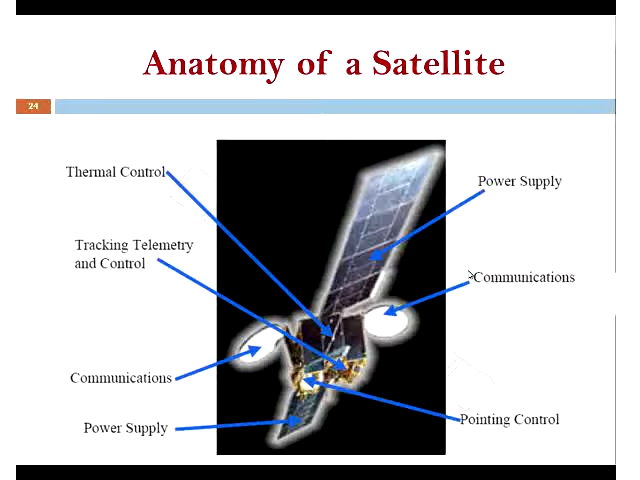 Anatomy of a Satellite
24
Thermal Control
Power Supply
Tracking Telemetry
and Control
Communications
Communications
Pointing Control
Power Supply